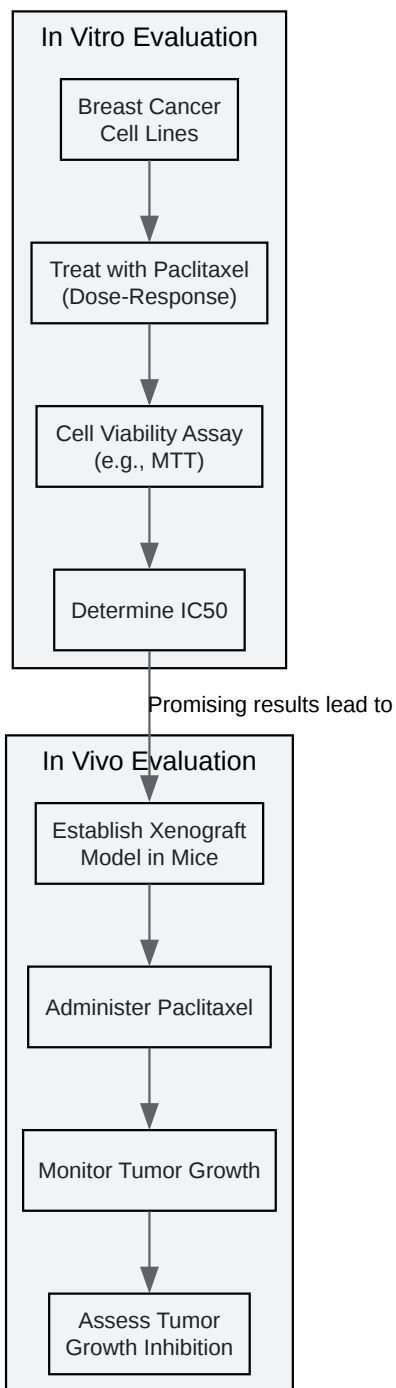 In Vitro Evaluation
Breast Cancer
Cell Lines
Treat with Paclitaxel
(Dose-Response)
Cell Viability Assay
(e.g., MTT)
Determine IC50
Promising results lead to
In Vivo Evaluation
Establish Xenograft
Model in Mice
Administer Paclitaxel
Monitor Tumor Growth
Assess Tumor
Growth Inhibition